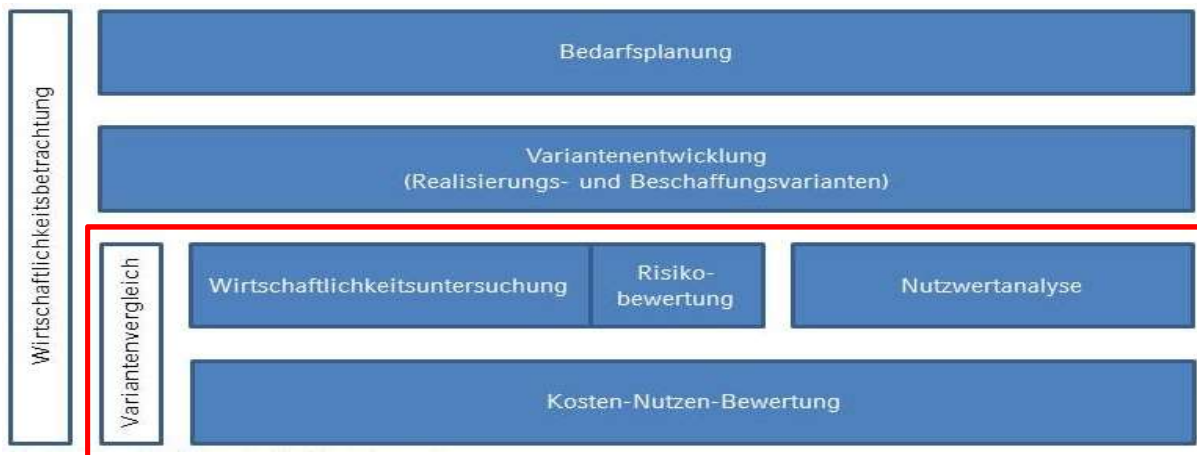 Wirtschaftlichkeitsbetrachtung
Bedarfsplanung
Variantenentwicklung
(Realisierungs- und Beschaffungsvarianten)
Variantenvergleich
Wirtschaftlichkeitsuntersuchung
Risiko-
bewertung
Nutzwertanalyse
Kosten-Nutzen-Bewertung